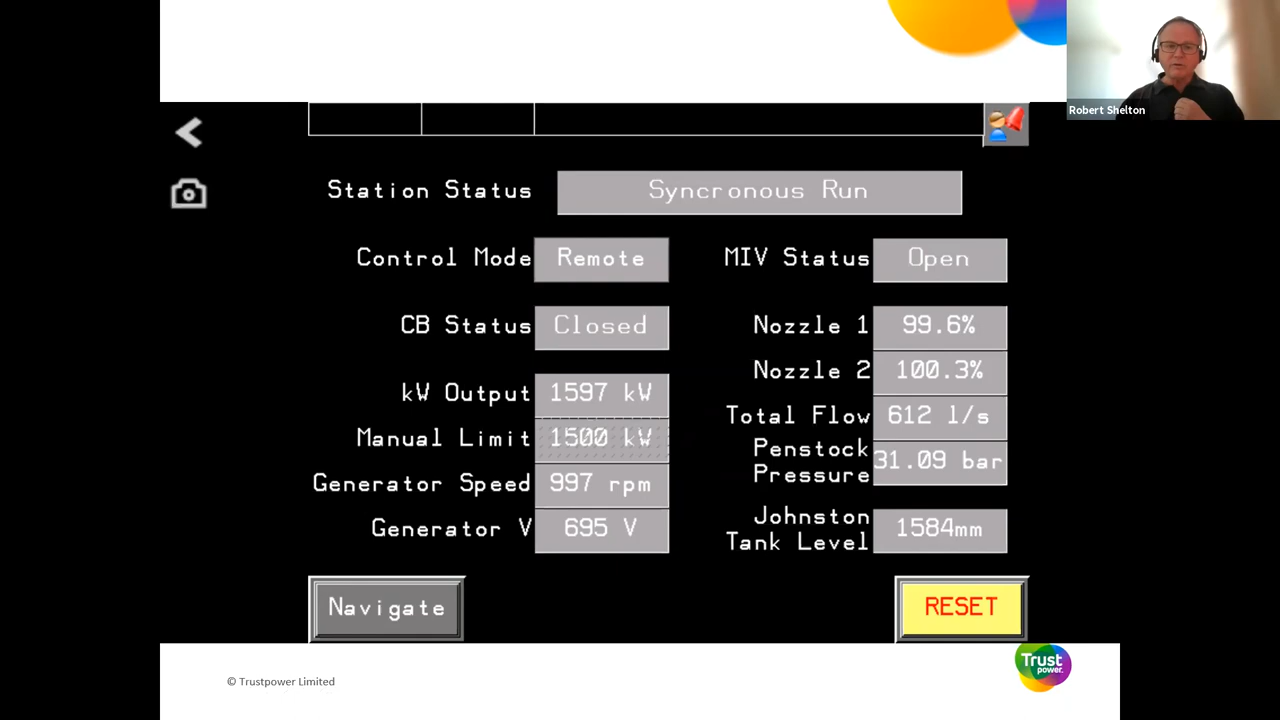 Robert Shelton
Station Status Syncronous Run
Control Mode Remote
MIV Status Open
CB Status Closed
Nozzle 1 99.6%
Nozzle 2 100.3%
kW Output 1597 kW
Total Flow 612 l/s
Manual Limit 1500 kW
Penstock
Pressure 31.09 bar
Generator Speed 997 rpm
Generator V 695 V
Johnston
Tank Level 1584mm
Navigate
RESET
Trust
power.
© Trustpower Limited